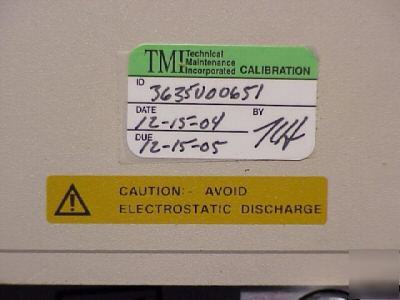 TMI Technical
Maintenance
Incorporated CALIBRATION
ID 3635U00651
DATE 12-15-04 BY
DUE 12-15-05
CAUTION:- AVOID
ELECTROSTATIC DISCHARGE